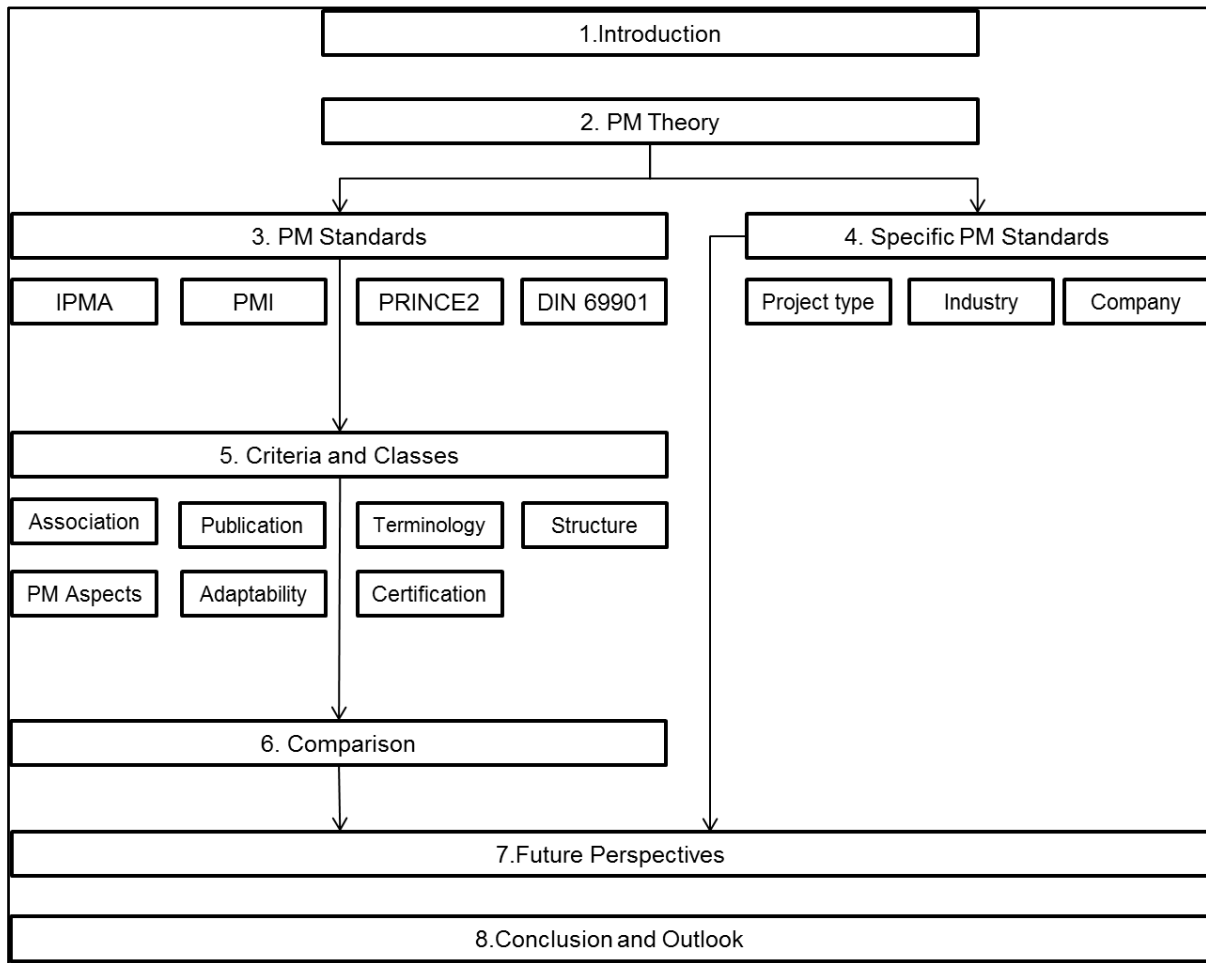 1.Introduction
2. PM Theory
3. PM Standards
4. Specific PM Standards
IPMA
PMI
PRINCE2
DIN 69901
Project type
Industry
Company
5. Criteria and Classes
Association
Publication
Terminology
Structure
PM Aspects
Adaptability
Certification
6. Comparison
7.Future Perspectives
8.Conclusion and Outlook